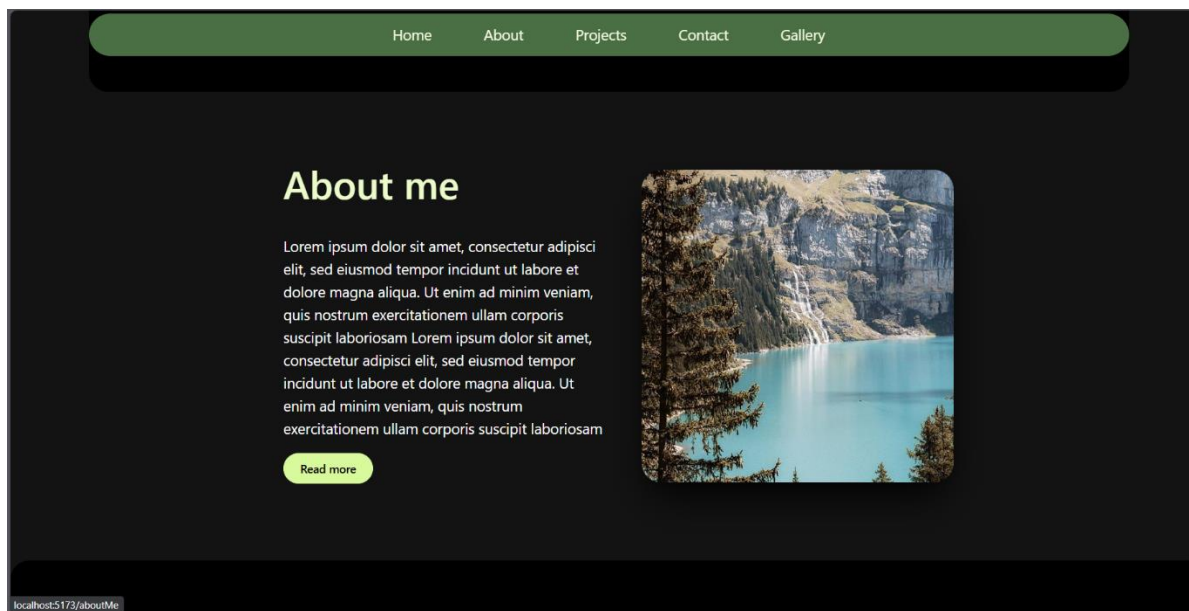 Home About Projects Contact Gallery
About me
Lorem ipsum dolor sit amet, consectetur adipisci
elit, sed eiusmod tempor incidunt ut labore et
dolore magna aliqua. Ut enim ad minim veniam,
quis nostrum exercitationem ullam corporis
suscipit laboriosam Lorem ipsum dolor sit amet,
consectetur adipisci elit, sed eiusmod tempor
incidunt ut labore et dolore magna aliqua. Ut
enim ad minim veniam, quis nostrum
exercitationem ullam corporis suscipit laboriosam
Read more
localhost:5173/aboutMe